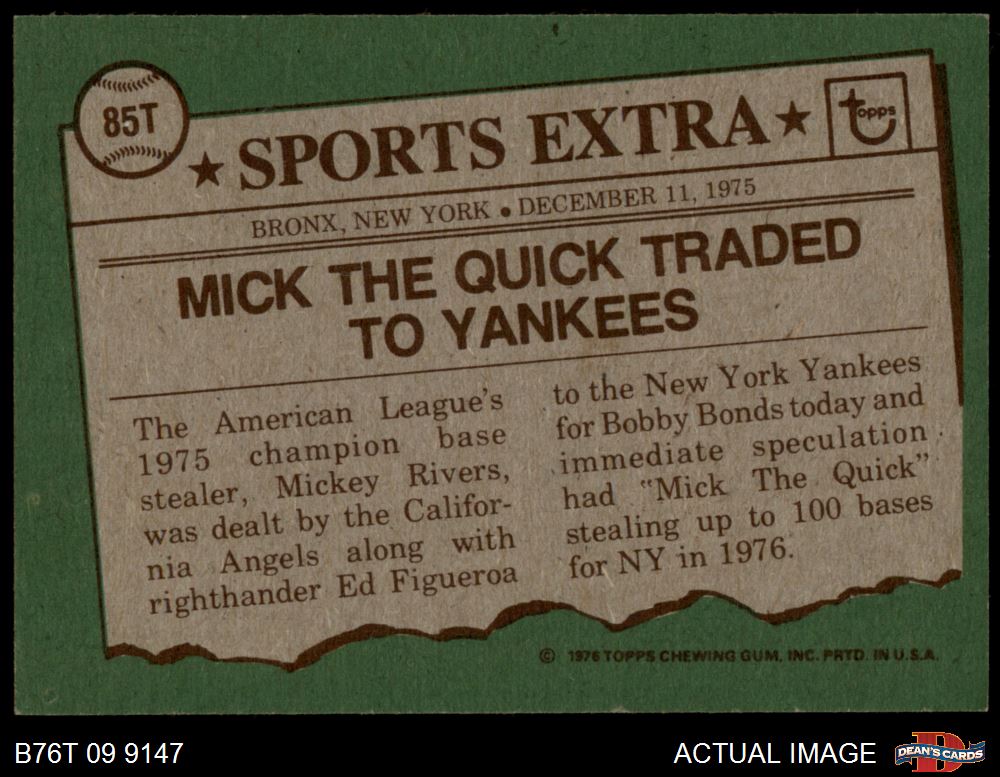 85T
★ SPORTS EXTRA ★
topps
BRONX, NEW YORK • DECEMBER 11, 1975
MICK THE QUICK TRADED
TO YANKEES
The American League's
1975 champion base
stealer, Mickey Rivers,
was dealt by the Califor-
nia Angels along with
righthander Ed Figueroa
to the New York Yankees
for Bobby Bonds today and
immediate speculation
had "Mick The Quick"
stealing up to 100 bases
for NY in 1976.
© 1976 TOPPS CHEWING GUM, INC. PRTD. IN U.S.A.
B76T 09 9147
ACTUAL IMAGE
DEAN'S CARDS